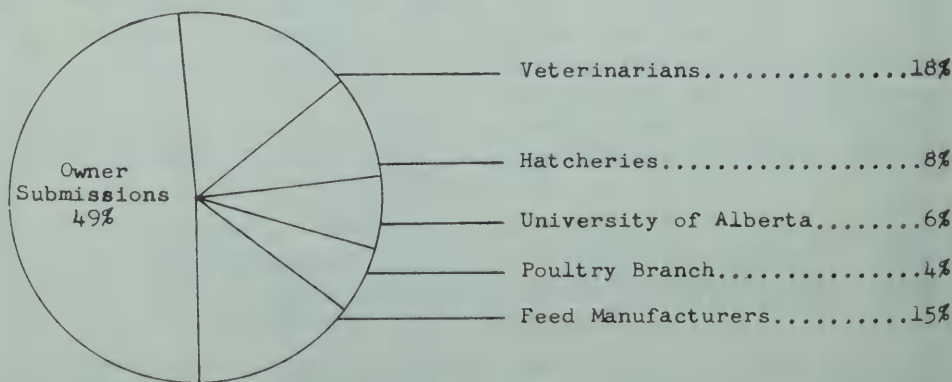 Owner
Submissions
49%
Veterinarians...............18%
Hatcheries...................8%
University of Alberta........6%
Poultry Branch...............4%
Feed Manufacturers..........15%